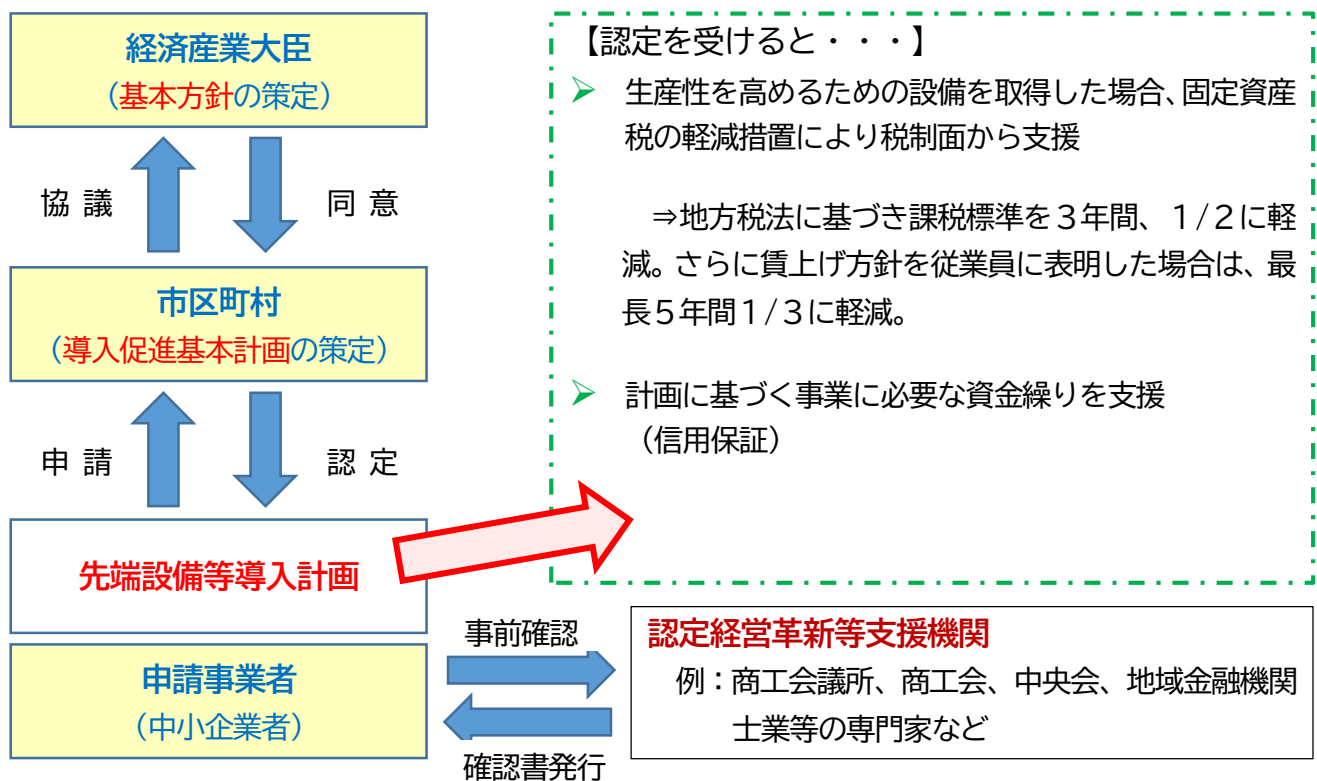 経済産業大臣
（基本方針の策定）
協 議
同 意
市区町村
（導入促進基本計画の策定）
申 請
認 定
先端設備等導入計画
申請事業者
（中小企業者）
【認定を受けると・・・】
➢ 生産性を高めるための設備を取得した場合、固定資産
税の軽減措置により税制面から支援
⇒地方税法に基づき課税標準を３年間、１/２に軽
減。さらに賃上げ方針を従業員に表明した場合は、最
長５年間１/３に軽減。
➢ 計画に基づく事業に必要な資金繰りを支援
（信用保証）
事前確認
確認書発行
認定経営革新等支援機関
例：商工会議所、商工会、中央会、地域金融機関
士業等の専門家など